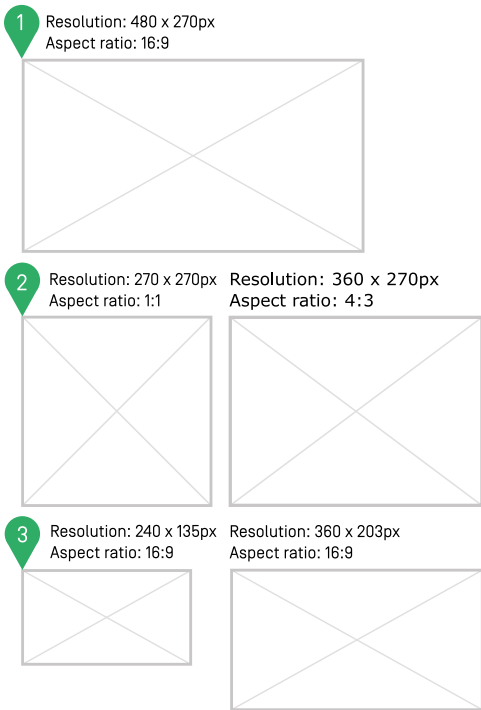 1
Resolution: 480 x 270px
Aspect ratio: 16:9
2
Resolution: 270 x 270px
Aspect ratio: 1:1
Resolution: 360 x 270px
Aspect ratio: 4:3
3
Resolution: 240 x 135px
Aspect ratio: 16:9
Resolution: 360 x 203px
Aspect ratio: 16:9